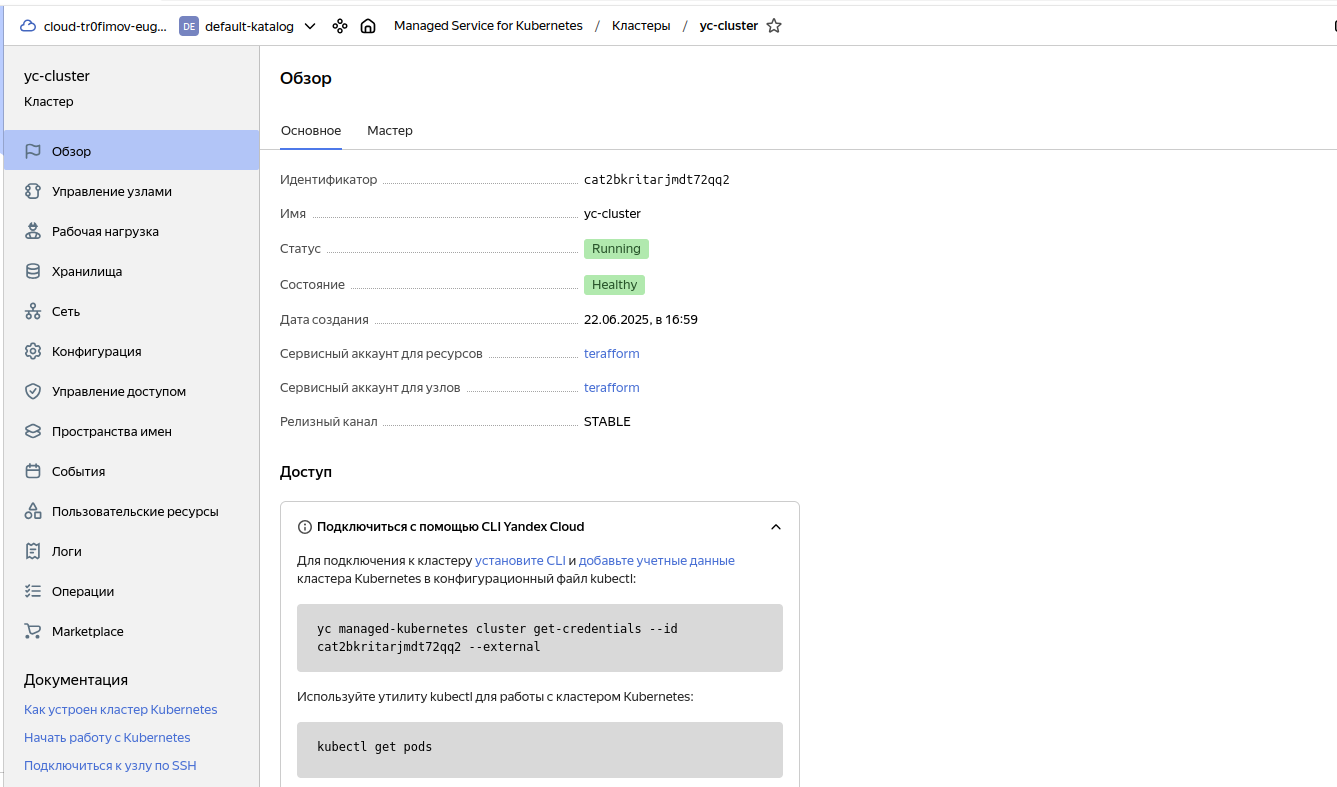 cloud-tr0fimov-eug... DE default-katalog Managed Service for Kubernetes / Кластеры / yc-cluster
yc-cluster
Кластер
Обзор
Управление узлами
Рабочая нагрузка
Хранилища
Сеть
Конфигурация
Управление доступом
Пространства имен
События
Пользовательские ресурсы
Логи
Операции
Marketplace
Документация
Как устроен кластер Kubernetes
Начать работу с Kubernetes
Подключиться к узлу по SSH
Обзор
Основное Мастер
Идентификатор cat2bkritarjmdt72qq2
Имя yc-cluster
Статус Running
Состояние Healthy
Дата создания 22.06.2025, в 16:59
Сервисный аккаунт для ресурсов terafform
Сервисный аккаунт для узлов terafform
Релизный канал STABLE
Доступ
Подключиться с помощью CLI Yandex Cloud
Для подключения к кластеру установите CLI и добавьте учетные данные
кластера Kubernetes в конфигурационный файл kubectl:
yc managed-kubernetes cluster get-credentials --id
cat2bkritarjmdt72qq2 --external
Используйте утилиту kubectl для работы с кластером Kubernetes:
kubectl get pods